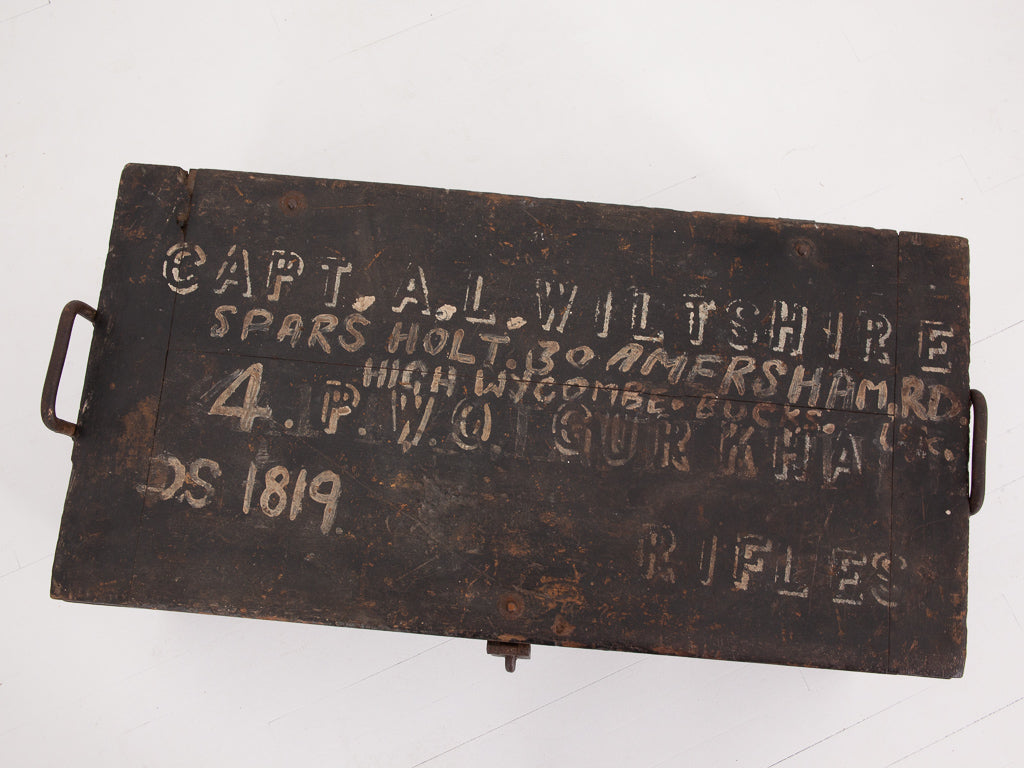 CAPT. A.L. WILTSHIRE
SPARS HOLT. 30 AMERSHAM.RD
HIGH WYCOMBE. BUCKS.
4. P.W.O. GURKHA
DS 1819
RIFLES